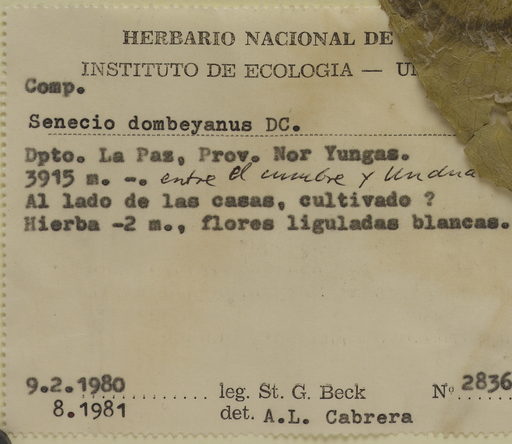 HERBARIO NACIONAL DE
INSTITUTO DE ECOLOGIA —
Comp.
Senecio dombeyanus DC.
Dpto. La Paz, Prov. Nor Yungas.
3915 m. -. entre el cumbre y Undua
Al lado de las casas, cultivado ?
Hierba -2 m., flores liguladas blancas.
9.2.1980 leg. St. G. Beck Nº 2836
8.1981 det. A.L. Cabrera